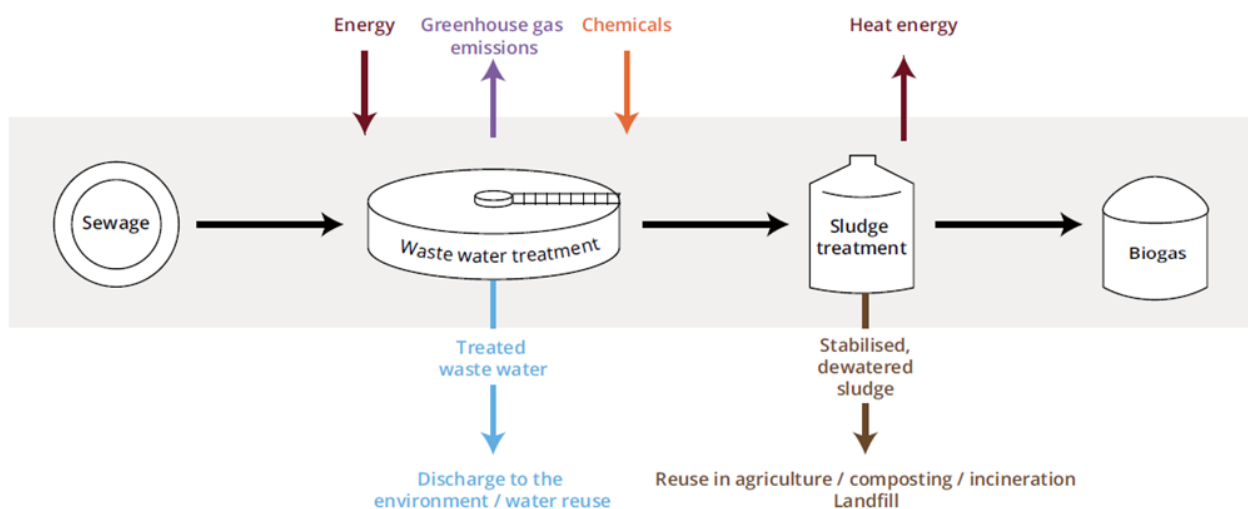 Energy
Greenhouse gas
emissions
Chemicals
Heat energy
Sewage
Waste water treatment
Sludge
treatment
Biogas
Treated
waste water
Stabilised,
dewatered
sludge
Discharge to the
environment / water reuse
Reuse in agriculture / composting / incineration
Landfill